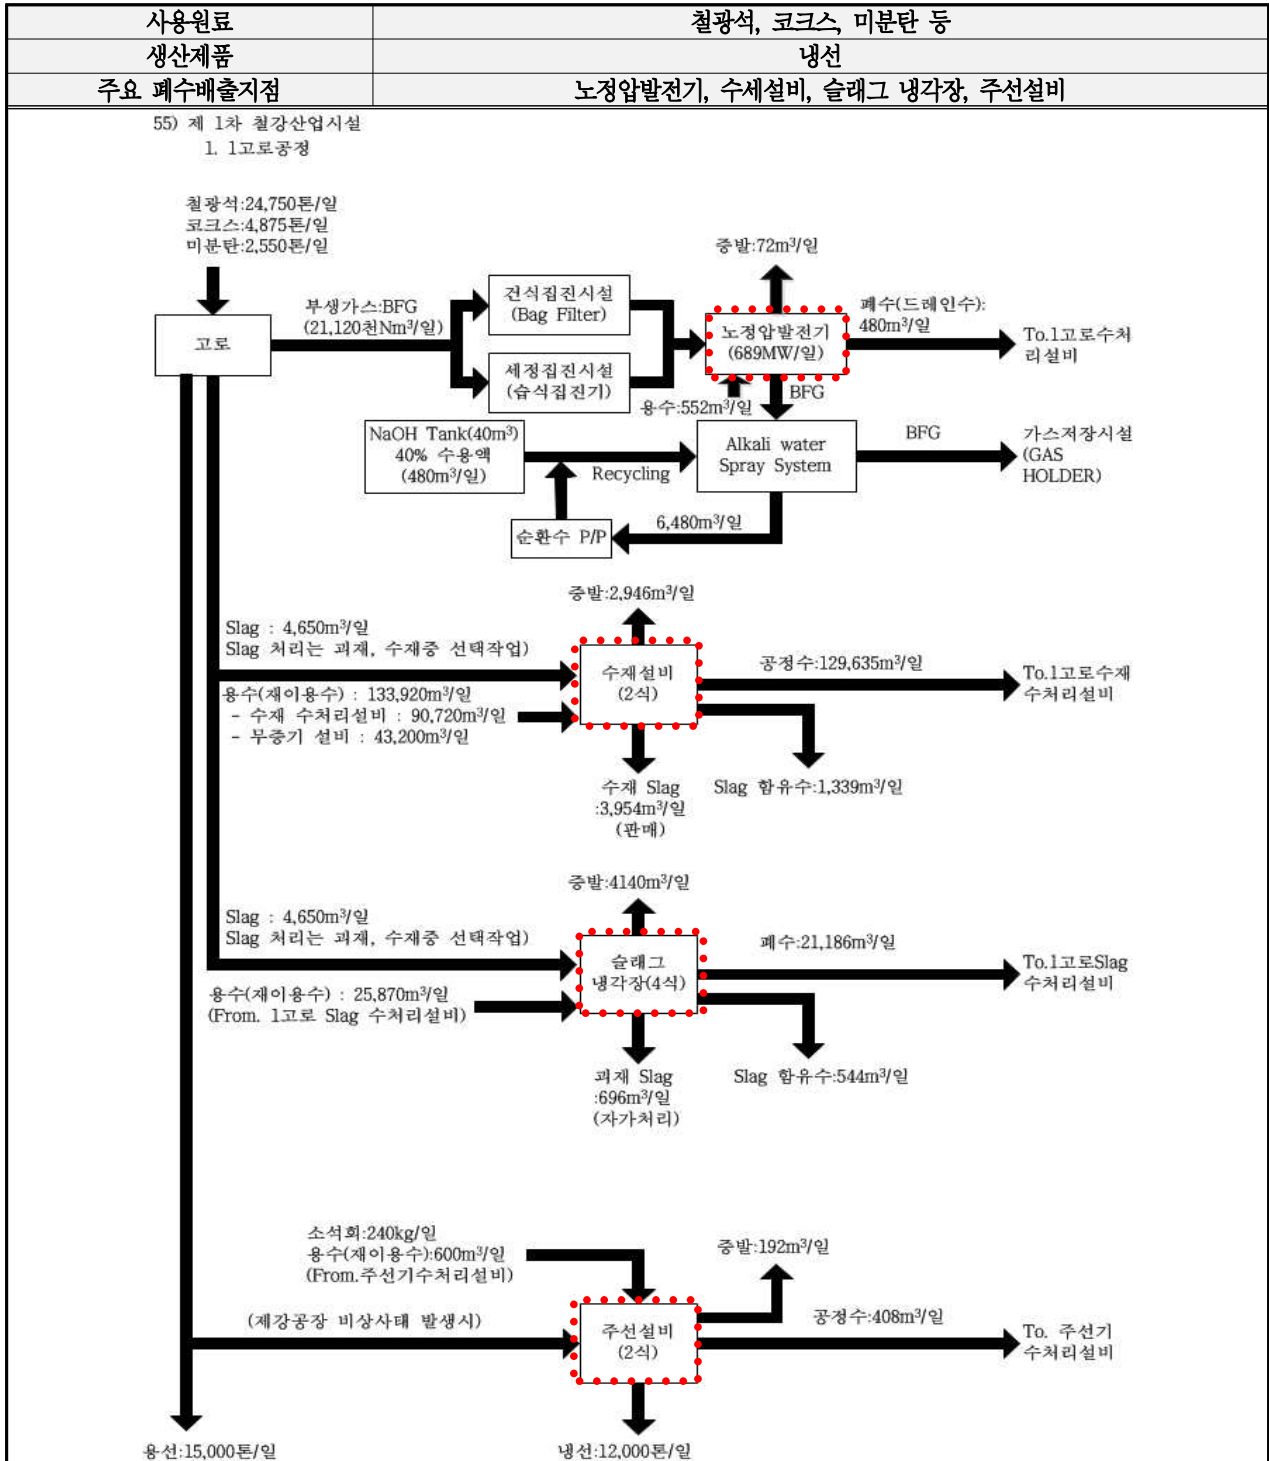 사용원료
철광석, 코크스, 미분탄 등
생산제품
냉선
주요 폐수배출지점
노정압발전기, 수세설비, 슬래그 냉각장, 주선설비
55) 제 1차 철강산업시설
1. 1고로공정
철광석:24,750톤/일
코크스:4,875톤/일
미분탄:2,550톤/일
고로
부생가스:BFG
(21,120천Nm³/일)
건식집진시설
(Bag Filter)
세정집진시설
(습식집진기)
증발:72m³/일
노정압발전기
(689MW/일)
폐수(드레인수):
480m³/일
To.1고로수처
리설비
용수:552m³/일
BFG
NaOH Tank(40m³)
40% 수용액
(480m³/일)
Recycling
Alkali water
Spray System
BFG
가스저장시설
(GAS
HOLDER)
순환수 P/P
6,480m³/일
증발:2,946m³/일
Slag : 4,650m³/일
Slag 처리는 괴재, 수재중 선택작업)
수재설비
(2식)
공정수:129,635m³/일
To.1고로수재
수처리설비
용수(재이용수) : 133,920m³/일
- 수재 수처리설비 : 90,720m³/일
- 무증기 설비 : 43,200m³/일
수재 Slag
:3,954m³/일
(판매)
Slag 함유수:1,339m³/일
증발:4140m³/일
Slag : 4,650m³/일
Slag 처리는 괴재, 수재중 선택작업)
슬래그
냉각장(4식)
폐수:21,186m³/일
To.1고로Slag
수처리설비
용수(재이용수) : 25,870m³/일
(From. 1고로 Slag 수처리설비)
괴재 Slag
:696m³/일
(자가처리)
Slag 함유수:544m³/일
소석회:240kg/일
용수(재이용수):600m³/일
(From.주선기수처리설비)
증발:192m³/일
(제강공장 비상사태 발생시)
주선설비
(2식)
공정수:408m³/일
To. 주선기
수처리설비
용선:15,000톤/일
냉선:12,000톤/일